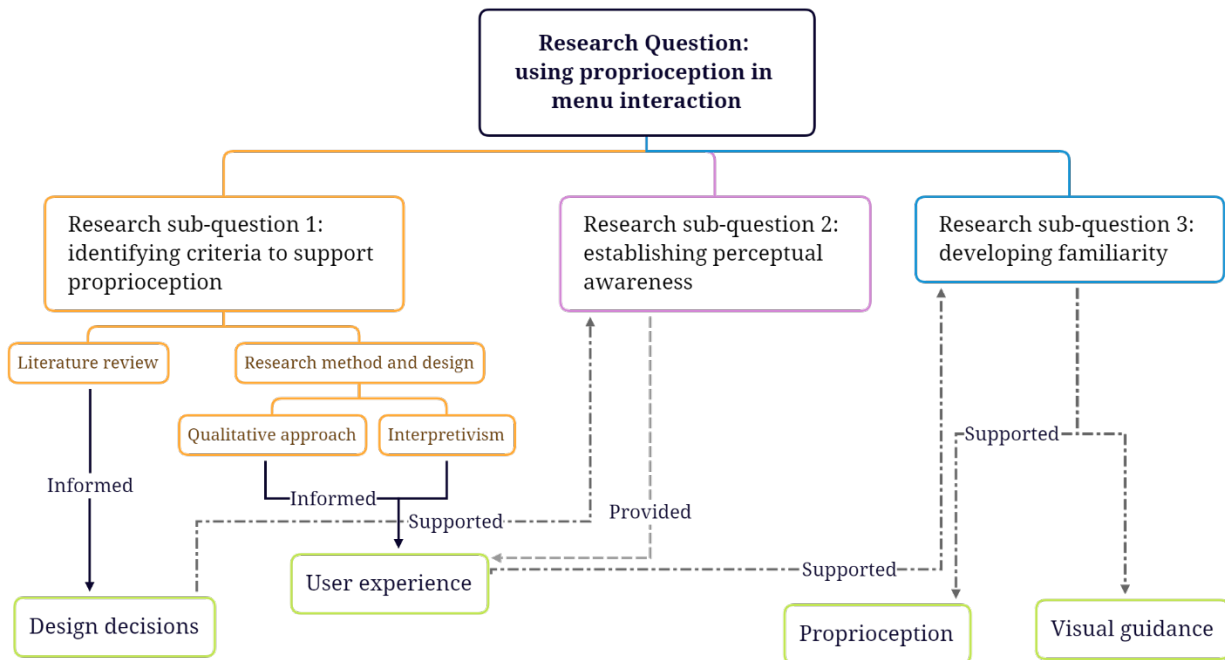 Research Question:
using proprioception in
menu interaction
Research sub-question 1:
identifying criteria to support
proprioception
Research sub-question 2:
establishing perceptual
awareness
Research sub-question 3:
developing familiarity
Literature review
Research method and design
Qualitative approach
Interpretivism
Supported
Informed
Informed
Supported
Provided
Supported
User experience
Design decisions
Proprioception
Visual guidance